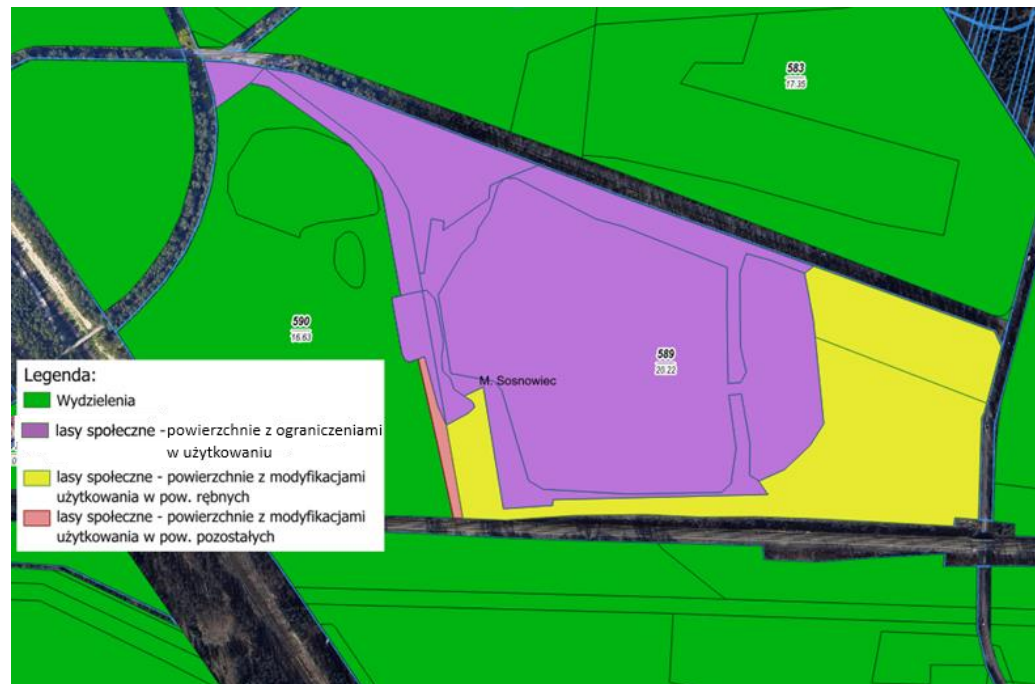 583
17.35
590
16.63
589
20.22
M. Sosnowiec
Legenda:
Wydzielenia
lasy społeczne -powierzchnie z ograniczeniami
w użytkowaniu
lasy społeczne - powierzchnie z modyfikacjami
użytkowania w pow. rębnych
lasy społeczne - powierzchnie z modyfikacjami
użytkowania w pow. pozostałych